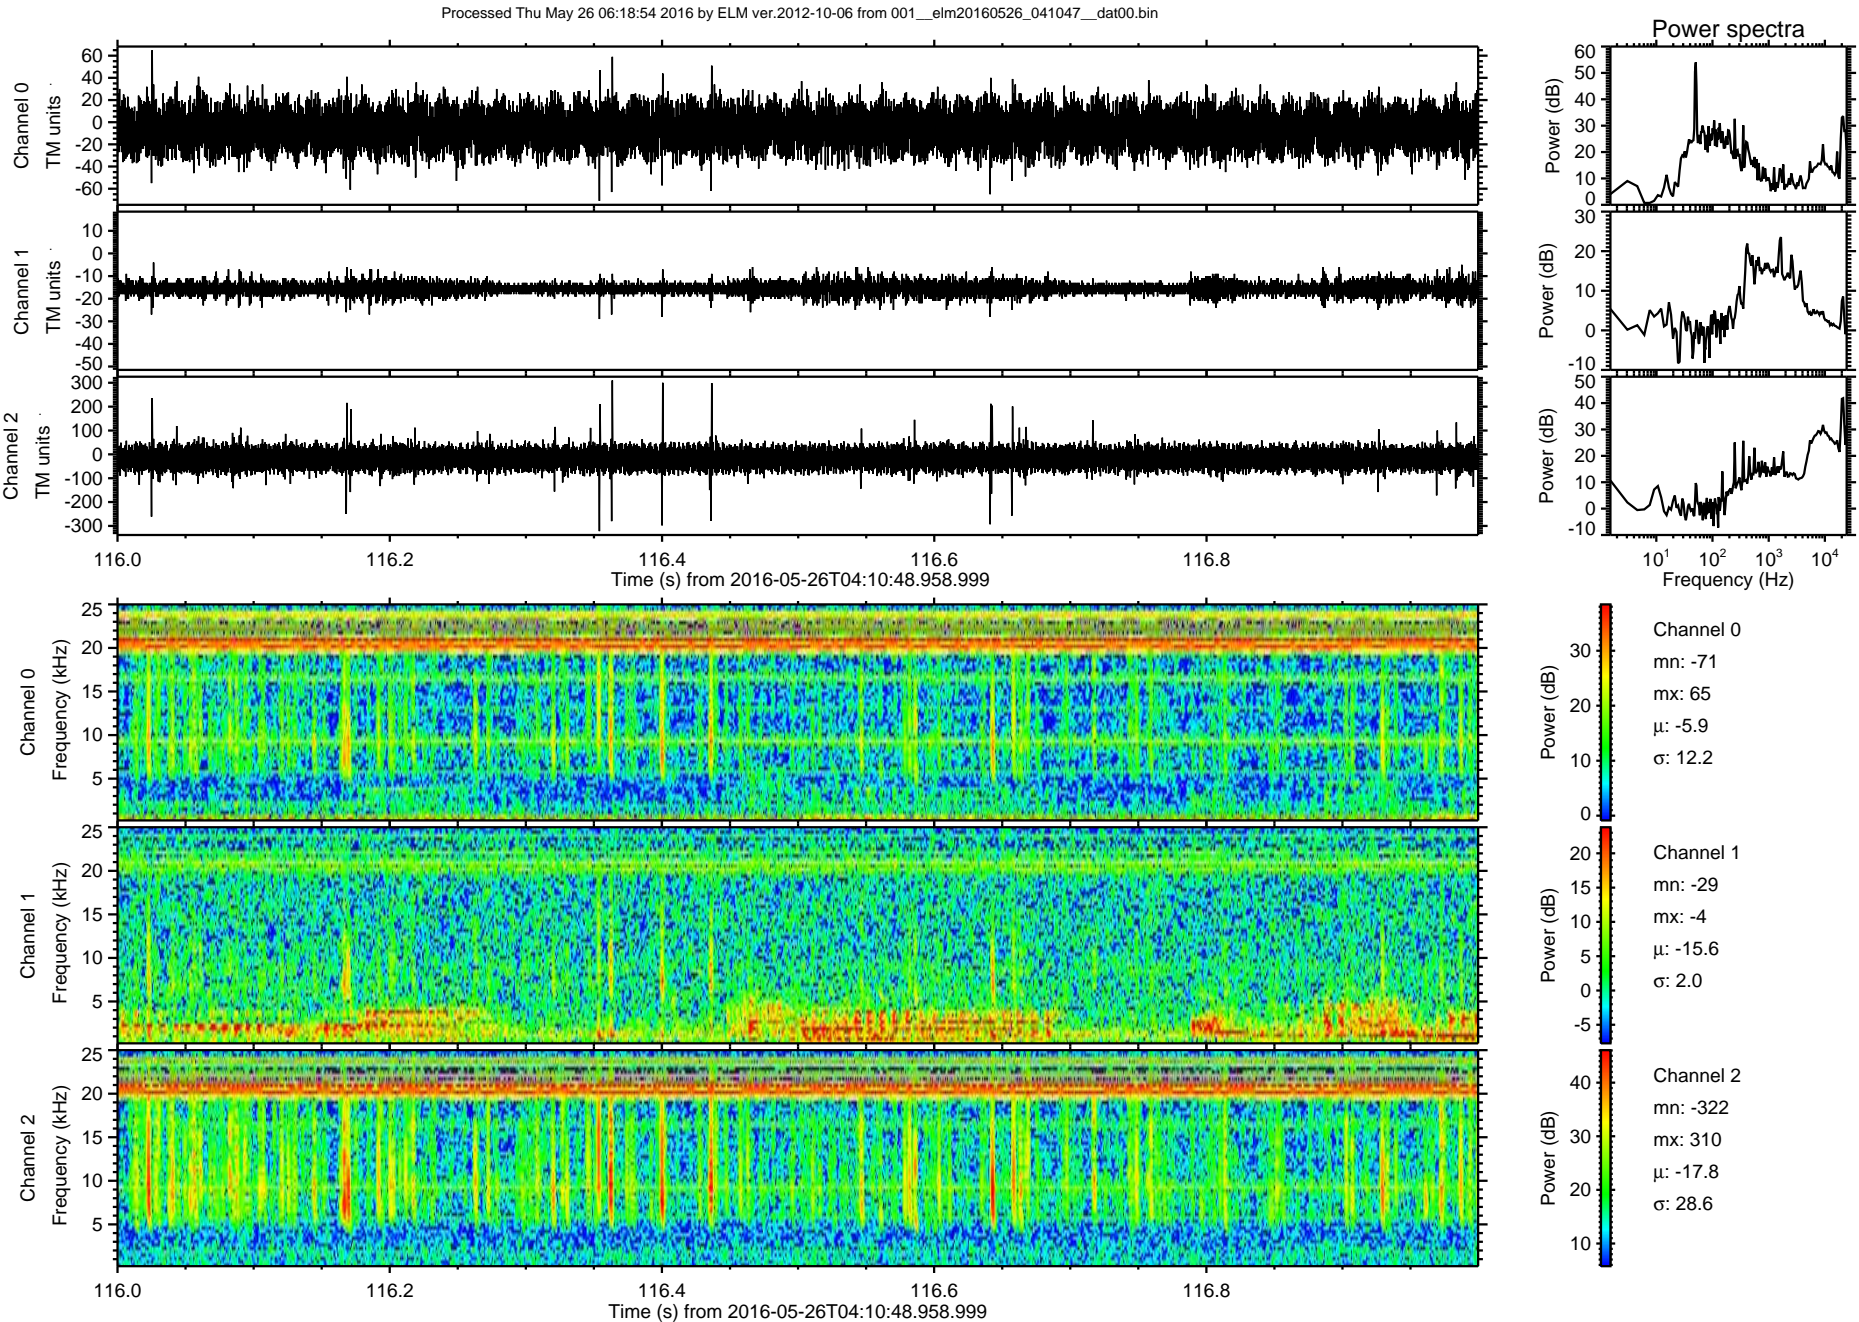 Processed Thu May 26 06:18:54 2016 by ELM ver.2012-10-06 from 001__elm20160526_041047__dat00.bin
Power spectra
Channel 0
TM units
60
40
20
0
-20
-40
-60
Power (dB)
60
50
40
30
20
10
0
Channel 1
TM units
10
0
-10
-20
-30
-40
-50
Power (dB)
30
20
10
0
-10
Channel 2
TM units
300
200
100
0
-100
-200
-300
Power (dB)
50
40
30
20
10
0
-10
116.0 116.2 116.4 116.6 116.8
Time (s) from 2016-05-26T04:10:48.958.999
10^1 10^2 10^3 10^4
Frequency (Hz)
Channel 0
Frequency (kHz)
25
20
15
10
5
Power (dB)
30
20
10
0
Channel 0
mn: -71
mx: 65
μ: -5.9
σ: 12.2
Channel 1
Frequency (kHz)
25
20
15
10
5
Power (dB)
20
15
10
5
0
-5
Channel 1
mn: -29
mx: -4
μ: -15.6
σ: 2.0
Channel 2
Frequency (kHz)
25
20
15
10
5
Power (dB)
40
30
20
10
Channel 2
mn: -322
mx: 310
μ: -17.8
σ: 28.6
116.0 116.2 116.4 116.6 116.8
Time (s) from 2016-05-26T04:10:48.958.999